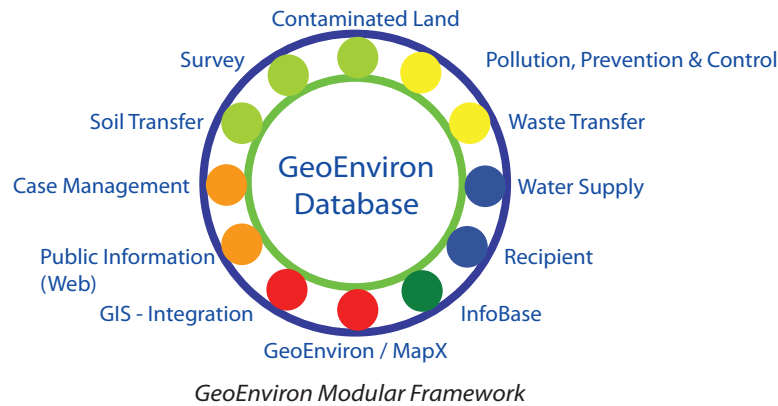 Contaminated Land
Survey
Pollution, Prevention & Control
Soil Transfer
Waste Transfer
GeoEnviron
Database
Case Management
Water Supply
Public Information
(Web)
Recipient
GIS - Integration
InfoBase
GeoEnviron / MapX
GeoEnviron Modular Framework